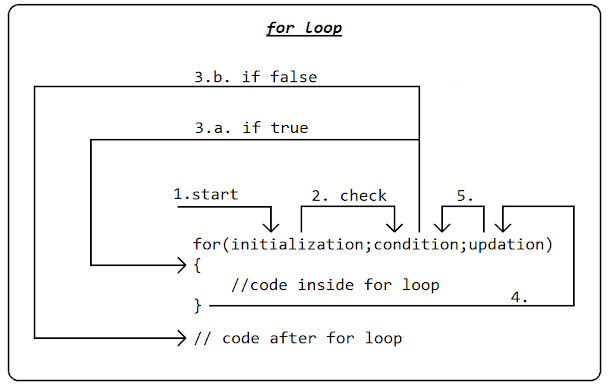 for loop
3.b. if false
3.a. if true
1.start
2. check
5.
for(initialization;condition;updation)
{
//code inside for loop
4.
}
// code after for loop